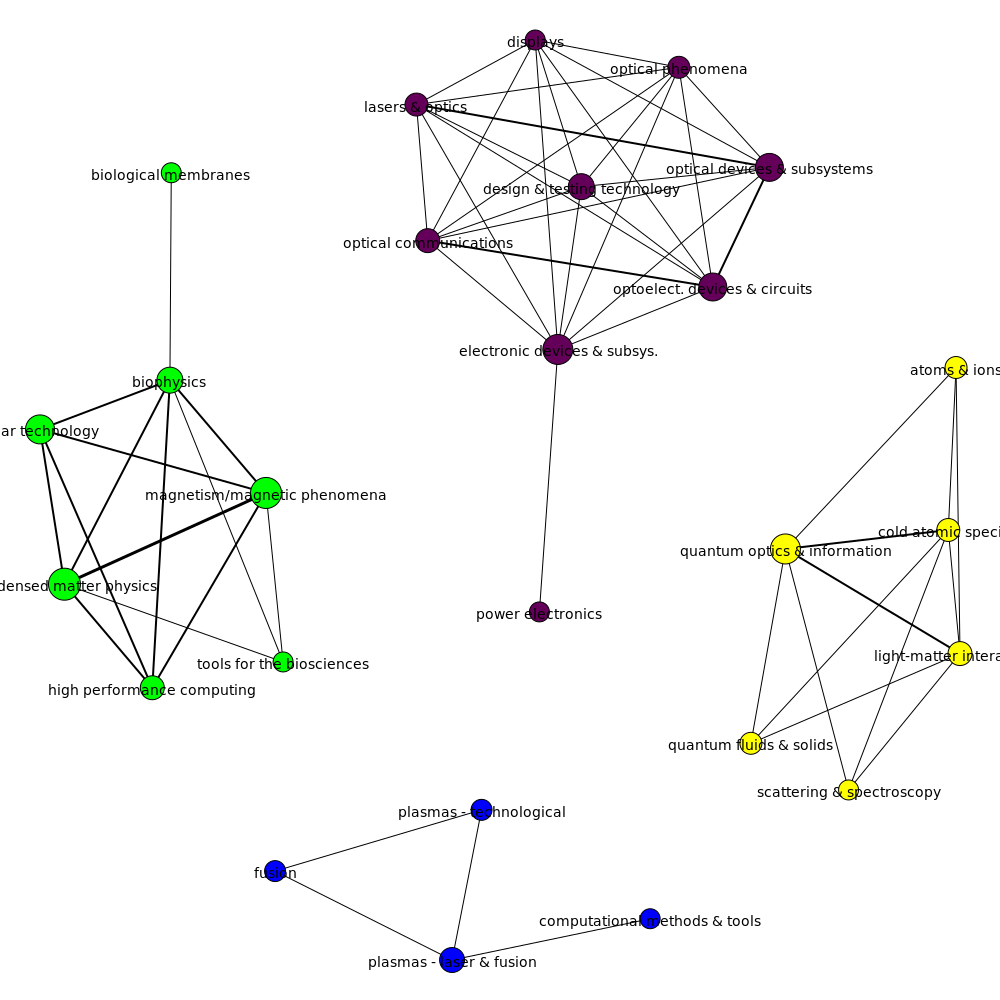 displays
optical phenomena
lasers & optics
optical devices & subsystems
biological membranes
design & testing technology
optical communications
optoelect. devices & circuits
electronic devices & subsys.
atoms & ions
biophysics
ar technology
magnetism/magnetic phenomena
cold atomic speci
quantum optics & information
densed matter physics
power electronics
light-matter intera
tools for the biosciences
high performance computing
quantum fluids & solids
scattering & spectroscopy
plasmas - technological
fusion
computational methods & tools
plasmas - laser & fusion